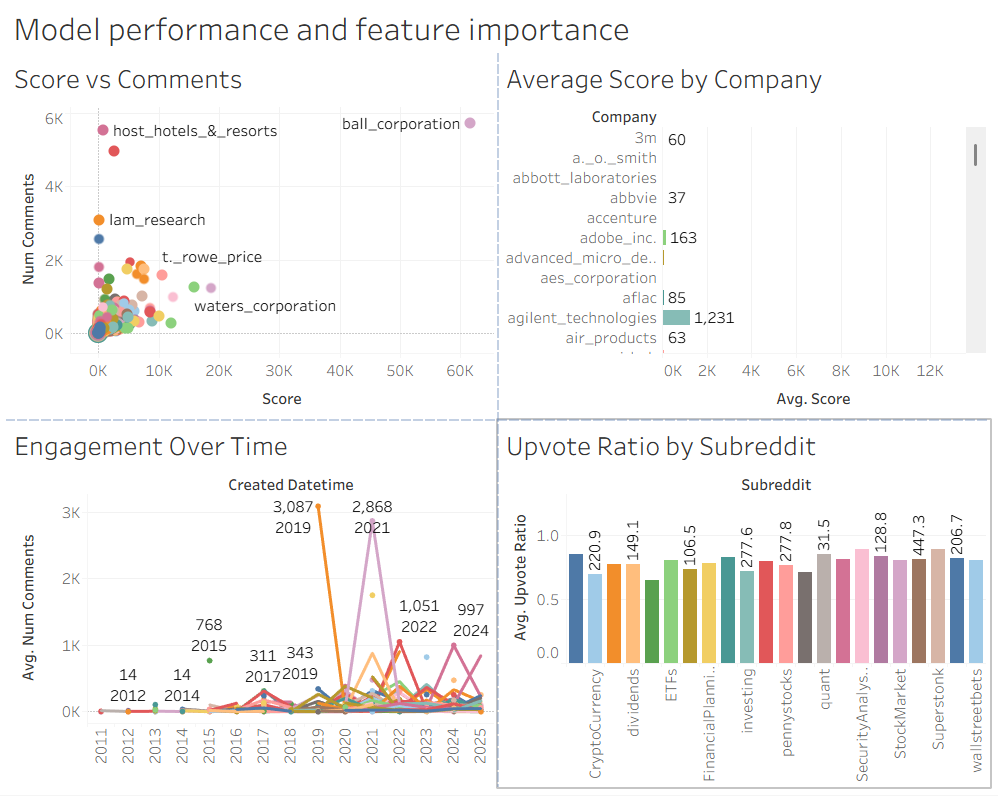 Model performance and feature importance
Score vs Comments
6K
4K
2K
0K
Num Comments
host_hotels_&_resorts
ball_corporation
lam_research
t._rowe_price
waters_corporation
0K 10K 20K 30K 40K 50K 60K
Score
Average Score by Company
Company
3m 60
a._o._smith
abbott_laboratories
abbvie 37
accenture
adobe_inc. 163
advanced_micro_de..
aes_corporation
aflac 85
agilent_technologies 1,231
air_products 63
0K 2K 4K 6K 8K 10K 12K
Avg. Score
Engagement Over Time
Created Datetime
3K
2K
1K
0K
Avg. Num Comments
14
2012
14
2014
768
2015
311
2017
343
2019
3,087
2019
2,868
2021
1,051
2022
997
2024
2011 2012 2013 2014 2015 2016 2017 2018 2019 2020 2021 2022 2023 2024 2025
Upvote Ratio by Subreddit
Subreddit
1.0
0.5
0.0
Avg. Upvote Ratio
220.9 149.1 106.5 277.6 277.8 31.5 128.8 447.3 206.7
CryptoCurrency
dividends
ETFs
FinancialPlanni..
investing
pennystocks
quant
SecurityAnalys..
StockMarket
Superstonk
wallstreetbets